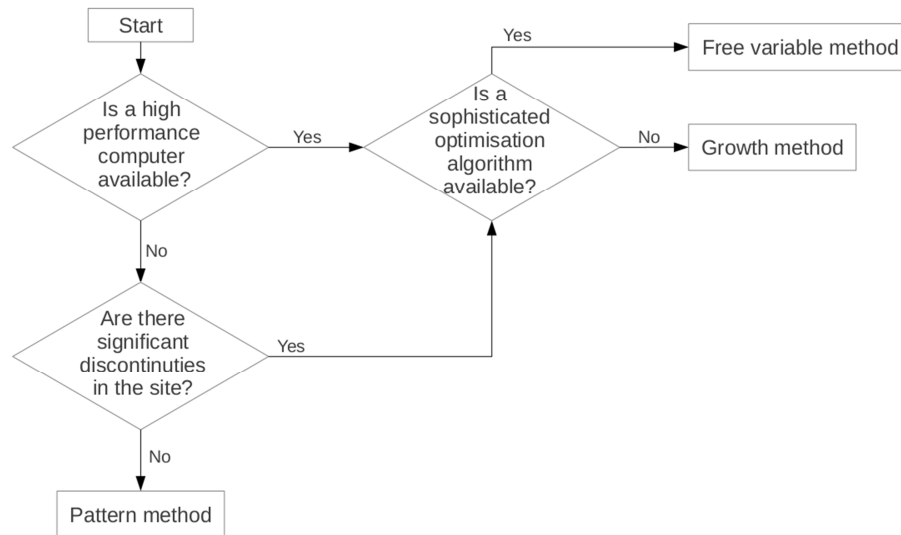 Start
Is a high
performance
computer
available?
Yes
No
Is a
sophisticated
optimisation
algorithm
available?
Yes
Free variable method
No
Growth method
Are there
significant
discontinuties
in the site?
Yes
No
Pattern method